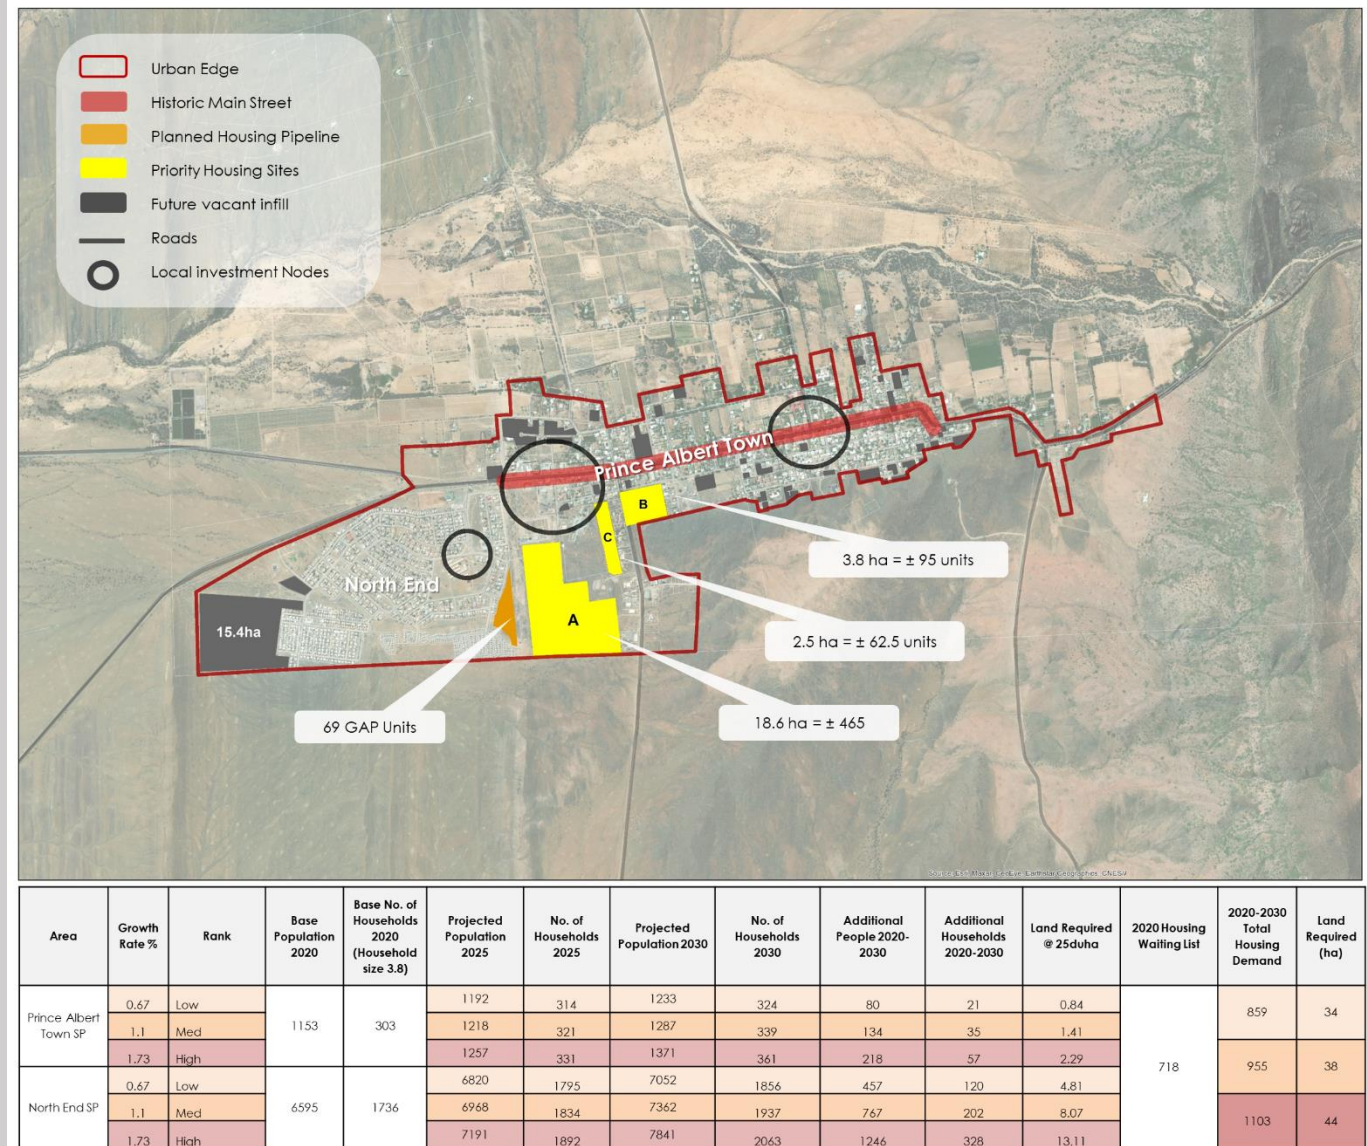 Urban Edge
Historic Main Street
Planned Housing Pipeline
Priority Housing Sites
Future vacant infill
Roads
Local investment Nodes
Prince Albert Town
B
C
3.8 ha = ± 95 units
North End
15.4ha
A
2.5 ha = ± 62.5 units
69 GAP Units
18.6 ha = ± 465
Source: Esri, Maxar, GeoEye, Earthstar Geographics, CNES/
Area Growth Rate % Rank Base Population 2020 Base No. of Households 2020 (Household size 3.8) Projected Population 2025 No. of Households 2025 Projected Population 2030 No. of Households 2030 Additional People 2020-2030 Additional Households 2020-2030 Land Required @ 25duha 2020 Housing Waiting List 2020-2030 Total Housing Demand Land Required (ha)
Prince Albert Town SP 0.67 Low 1153 303 1192 314 1233 324 80 21 0.84 718 859 34
1.1 Med 1218 321 1287 339 134 35 1.41
1.73 High 1257 331 1371 361 218 57 2.29 955 38
North End SP 0.67 Low 6595 1736 6820 1795 7052 1856 457 120 4.81
1.1 Med 6968 1834 7362 1937 767 202 8.07 1103 44
1.73 High 7191 1892 7841 2063 1246 328 13.11